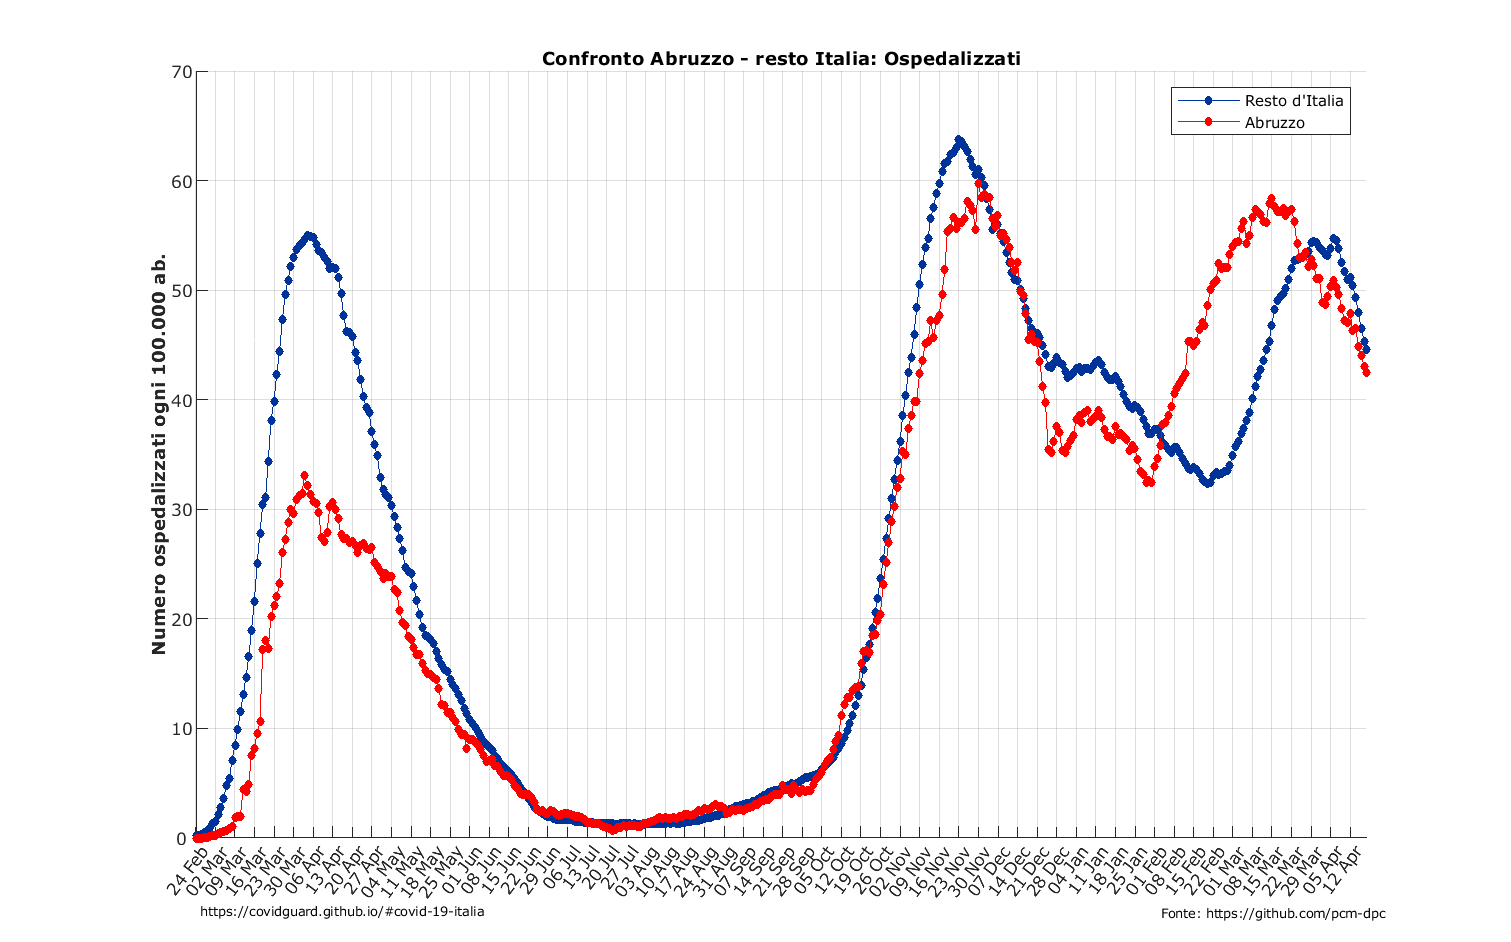 Confronto Abruzzo - resto Italia: Ospedalizzati
Resto d'Italia
Abruzzo
Numero ospedalizzati ogni 100.000 ab.
70
60
50
40
30
20
10
0
24 Feb
02 Mar
09 Mar
16 Mar
23 Mar
30 Mar
06 Apr
13 Apr
20 Apr
27 Apr
04 May
11 May
18 May
25 May
01 Jun
08 Jun
15 Jun
22 Jun
29 Jun
06 Jul
13 Jul
20 Jul
27 Jul
03 Aug
10 Aug
17 Aug
24 Aug
31 Aug
07 Sep
14 Sep
21 Sep
28 Sep
05 Oct
12 Oct
19 Oct
26 Oct
02 Nov
09 Nov
16 Nov
23 Nov
30 Nov
07 Dec
14 Dec
21 Dec
28 Dec
04 Jan
11 Jan
18 Jan
25 Jan
01 Feb
08 Feb
15 Feb
22 Feb
01 Mar
08 Mar
15 Mar
22 Mar
29 Mar
05 Apr
12 Apr
https://covidguard.github.io/#covid-19-italia
Fonte: https://github.com/pcm-dpc